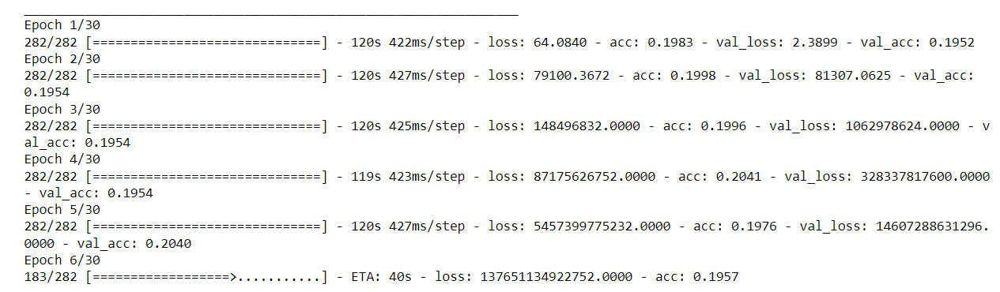 Epoch 1/30
282/282 [==============================] - 120s 422ms/step - loss: 64.0840 - acc: 0.1983 - val_loss: 2.3899 - val_acc: 0.1952
Epoch 2/30
282/282 [==============================] - 120s 427ms/step - loss: 79100.3672 - acc: 0.1998 - val_loss: 81307.0625 - val_acc:
0.1954
Epoch 3/30
282/282 [==============================] - 120s 425ms/step - loss: 148496832.0000 - acc: 0.1996 - val_loss: 1062978624.0000 - v
al_acc: 0.1954
Epoch 4/30
282/282 [==============================] - 119s 423ms/step - loss: 87175626752.0000 - acc: 0.2041 - val_loss: 328337817600.0000
- val_acc: 0.1954
Epoch 5/30
282/282 [==============================] - 120s 427ms/step - loss: 5457399775232.0000 - acc: 0.1976 - val_loss: 14607288631296.
0000 - val_acc: 0.2040
Epoch 6/30
183/282 [==================>...........] - ETA: 40s - loss: 137651134922752.0000 - acc: 0.1957